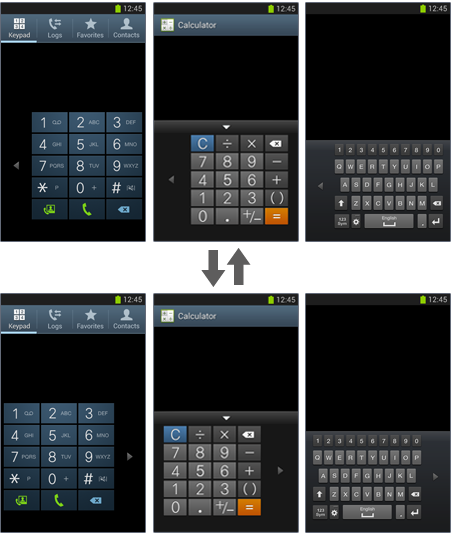 12:45
Keypad Logs Favorites Contacts
1 2 ABC 3 DEF
4 GHI 5 JKL 6 MNO
7 PQRS 8 TUV 9 WXYZ
* P 0 + #
12:45
Calculator
C ÷ ×
7 8 9 −
4 5 6 +
1 2 3 ()
0 . +/− =
12:45
1 2 3 4 5 6 7 8 9 0
Q W E R T Y U I O P
A S D F G H J K L
Z X C V B N M
123 Sym English .
12:45
Keypad Logs Favorites Contacts
1 2 ABC 3 DEF
4 GHI 5 JKL 6 MNO
7 PQRS 8 TUV 9 WXYZ
* P 0 + #
12:45
Calculator
C ÷ ×
7 8 9 −
4 5 6 +
1 2 3 ()
0 . +/− =
12:45
1 2 3 4 5 6 7 8 9 0
Q W E R T Y U I O P
A S D F G H J K L
Z X C V B N M
123 Sym English .